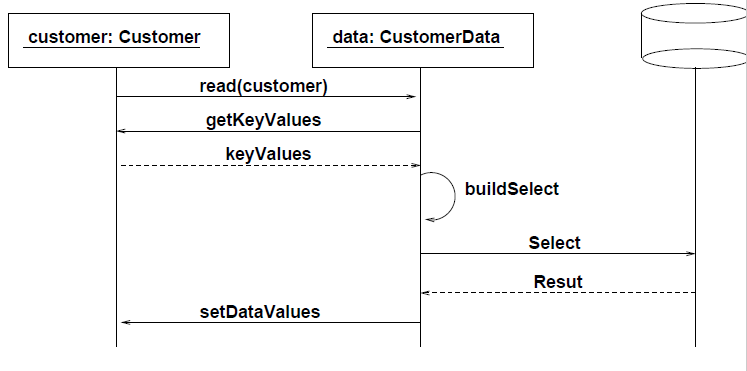 customer: Customer
data: CustomerData
read(customer)
getKeyValues
keyValues
buildSelect
Select
Resut
setDataValues